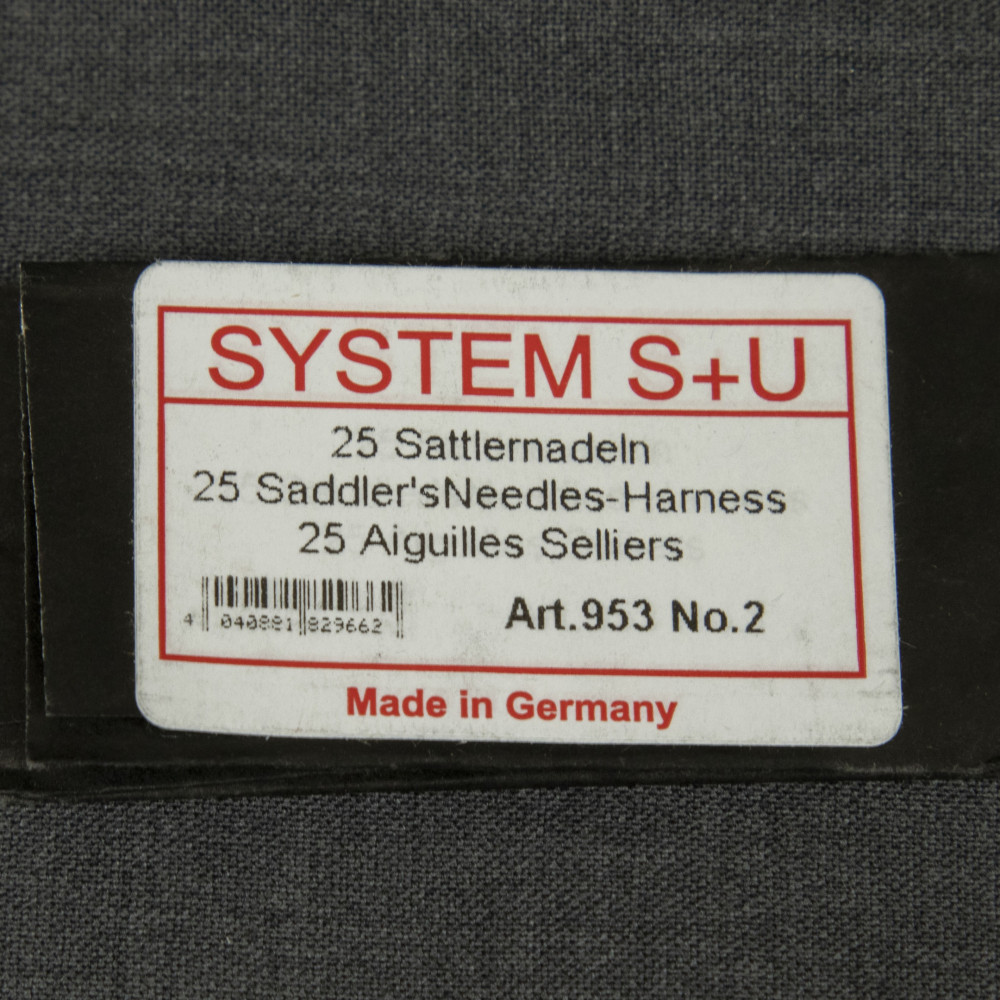 SYSTEM S+U
25 Sattlernadeln
25 Saddler'sNeedles-Harness
25 Aiguilles Selliers
4 040881 829662
Art.953 No.2
Made in Germany